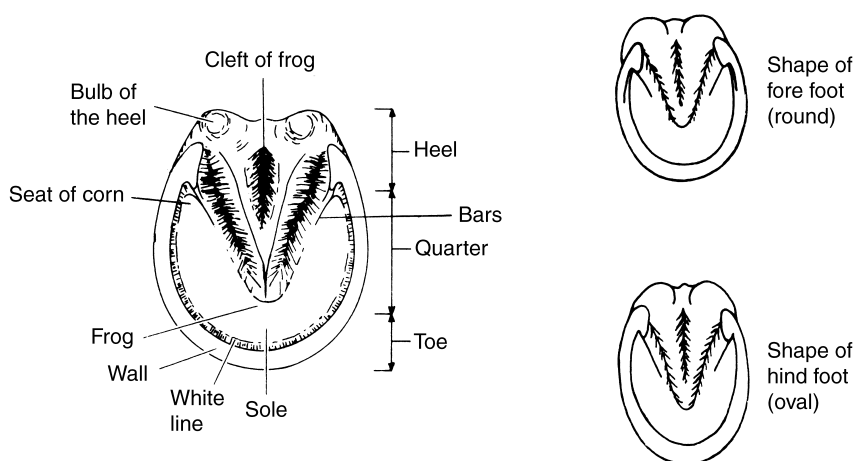 Cleft of frog
Bulb of
the heel
Heel
Seat of corn
Bars
Quarter
Frog
Toe
Wall
White
line
Sole
Shape of
fore foot
(round)
Shape of
hind foot
(oval)